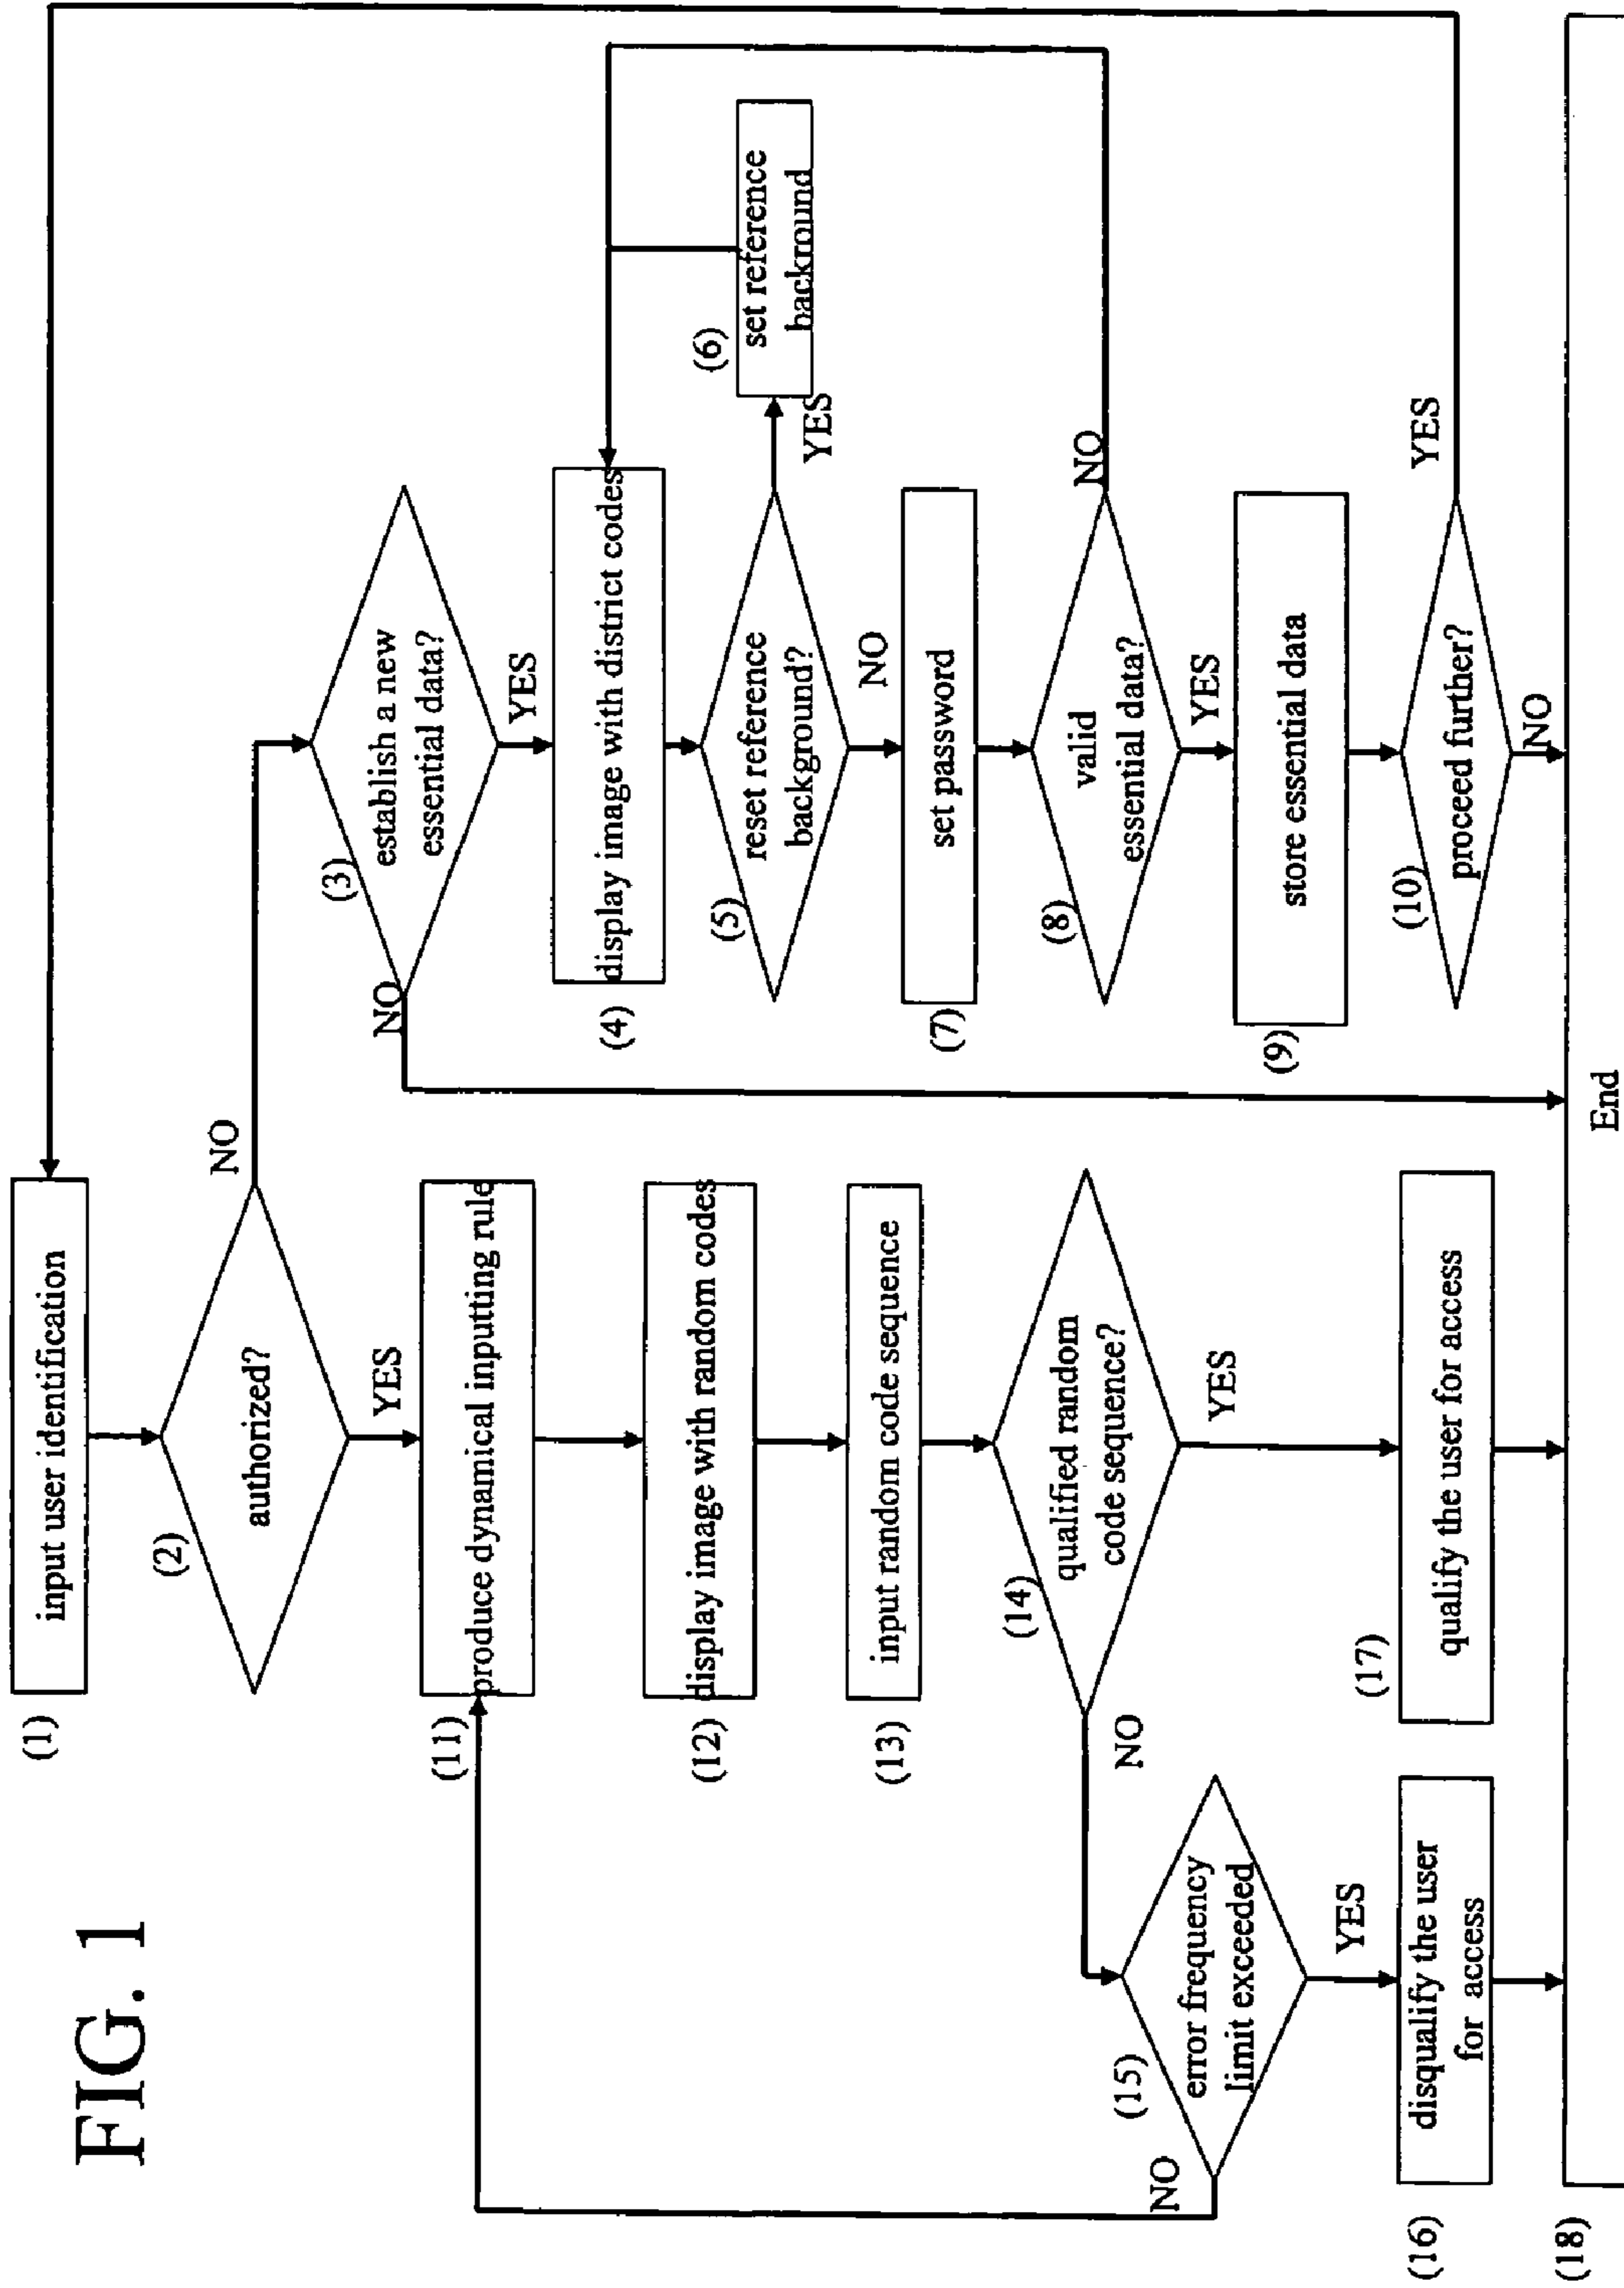 FIG. 1
(1)
input user identification
(2)
authorized?
NO
YES
(3)
establish a new
essential data?
NO
YES
(4)
display image with district codes
(5)
reset reference
background?
YES
NO
(6)
set reference
backround
(7)
set password
(8)
valid
essential data?
NO
YES
(9)
store essential data
(10)
proceed further?
YES
NO
(11)
produce dynamical inputting rule
(12)
display image with random codes
(13)
input random code sequence
(14)
qualified random
code sequence?
NO
YES
(15)
error frequency
limit exceeded
NO
YES
(16)
disqualify the user
for access
(17)
qualify the user for access
(18)
End